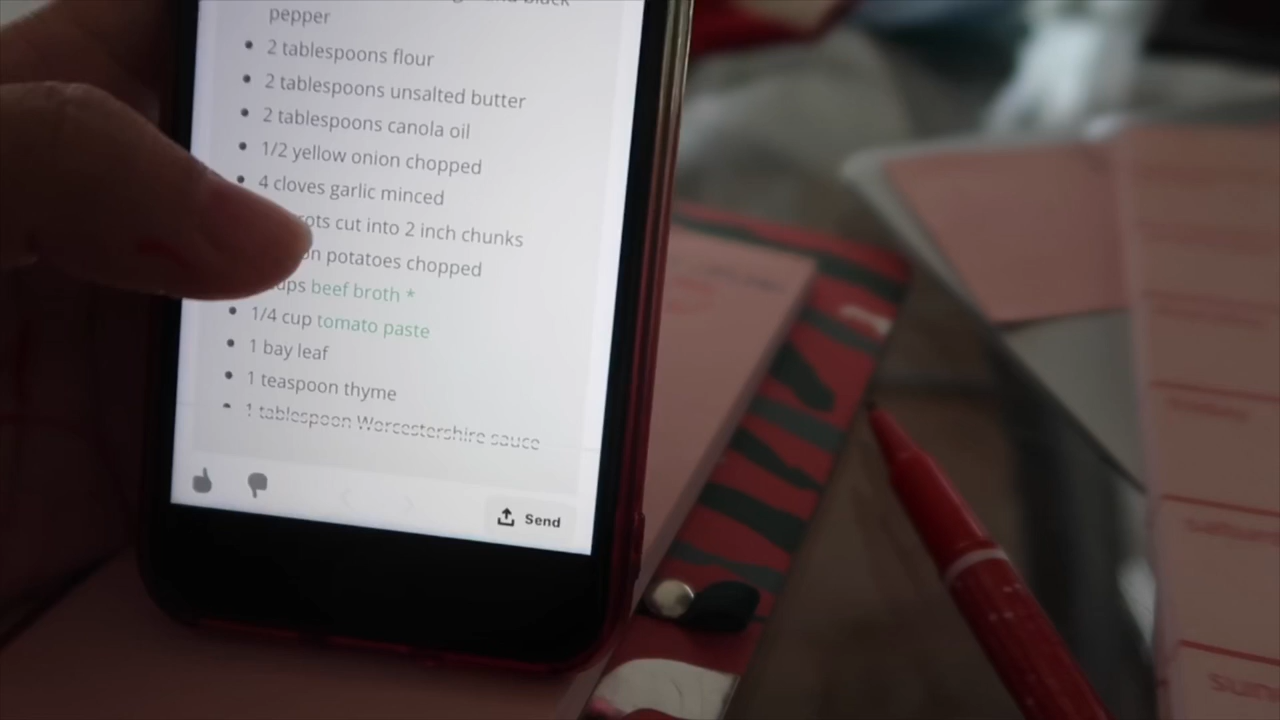 pepper
2 tablespoons flour
2 tablespoons unsalted butter
2 tablespoons canola oil
1/2 yellow onion chopped
4 cloves garlic minced
cut into 2 inch chunks
potatoes chopped
beef broth *
1/4 cup tomato paste
1 bay leaf
1 teaspoon thyme
1 tablespoon Worcestershire sauce
Send